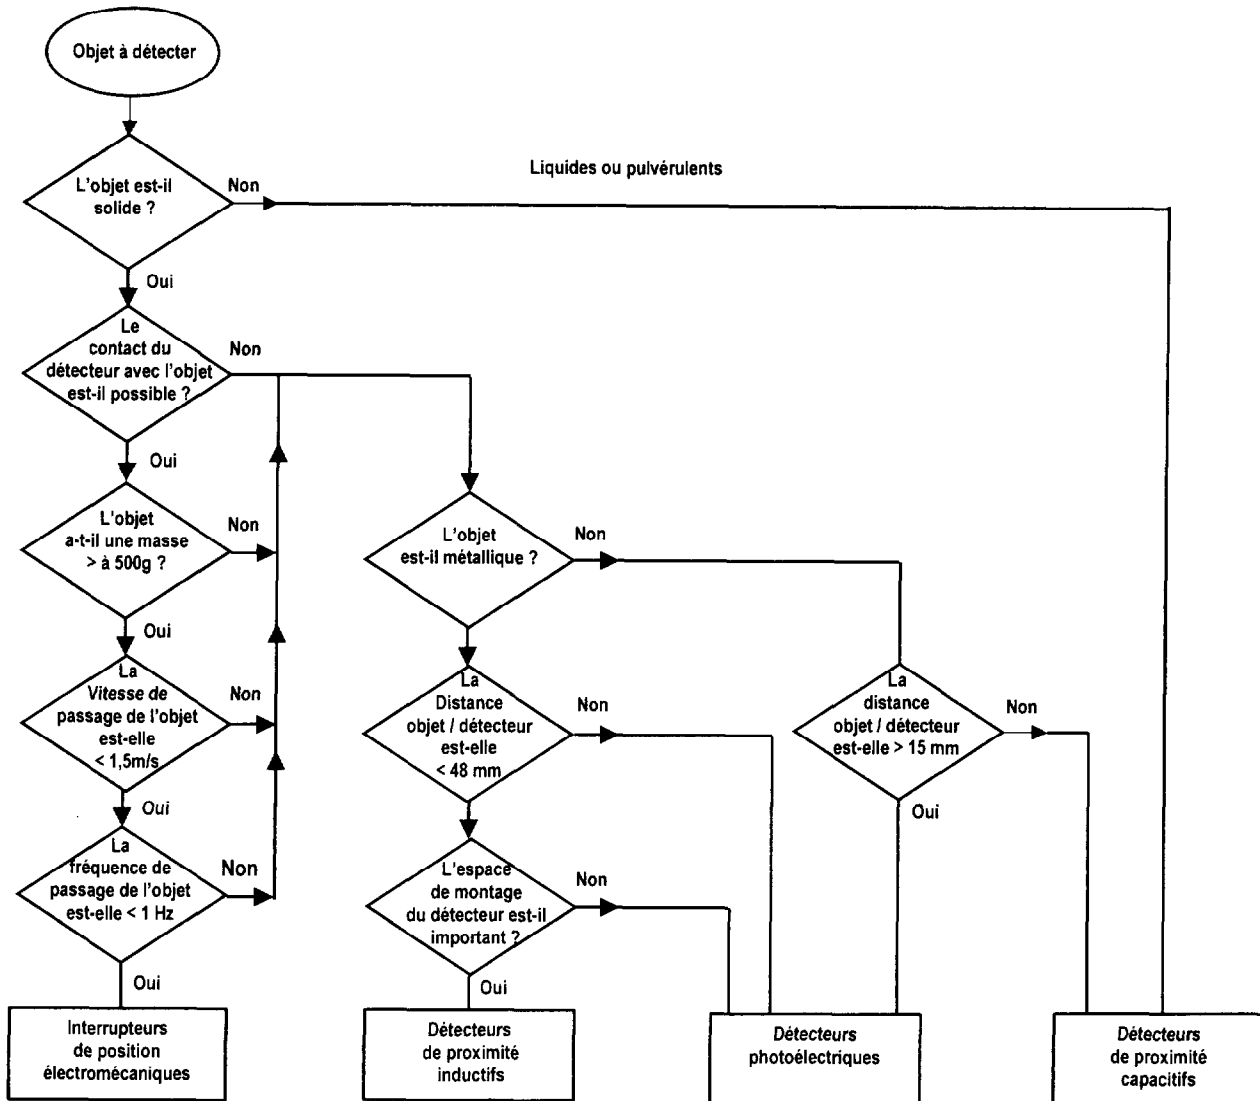 Objet à détecter
L'objet est-il
solide ?
Non
Liquides ou pulvérulents
Oui
Le
contact du
détecteur avec l'objet
est-il possible ?
Non
Oui
L'objet
a-t-il une masse
> à 500g ?
Non
Oui
La
Vitesse de
passage de l'objet
est-elle
< 1,5m/s
Non
Oui
La
fréquence de
passage de l'objet
est-elle < 1 Hz
Non
Oui
Interrupteurs
de position
électromécaniques
L'objet
est-il métallique ?
Non
La
Distance
objet / détecteur
est-elle
< 48 mm
Non
L'espace
de montage
du détecteur est-il
important ?
Non
Oui
Détecteurs
de proximité
inductifs
La
distance
objet / détecteur
est-elle > 15 mm
Non
Oui
Détecteurs
photoélectriques
Détecteurs
de proximité
capacitifs